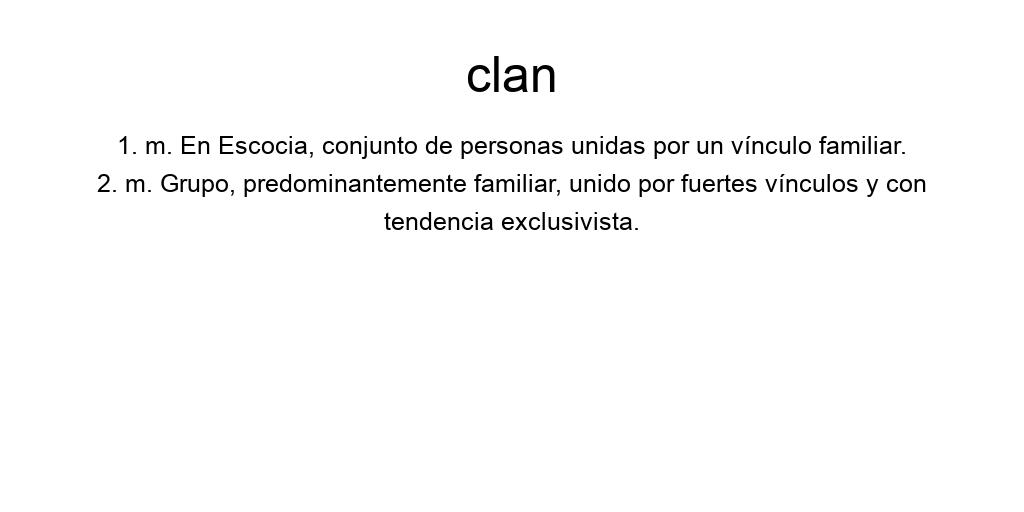 clan
1. m. En Escocia, conjunto de personas unidas por un vínculo familiar.
2. m. Grupo, predominantemente familiar, unido por fuertes vínculos y con
tendencia exclusivista.